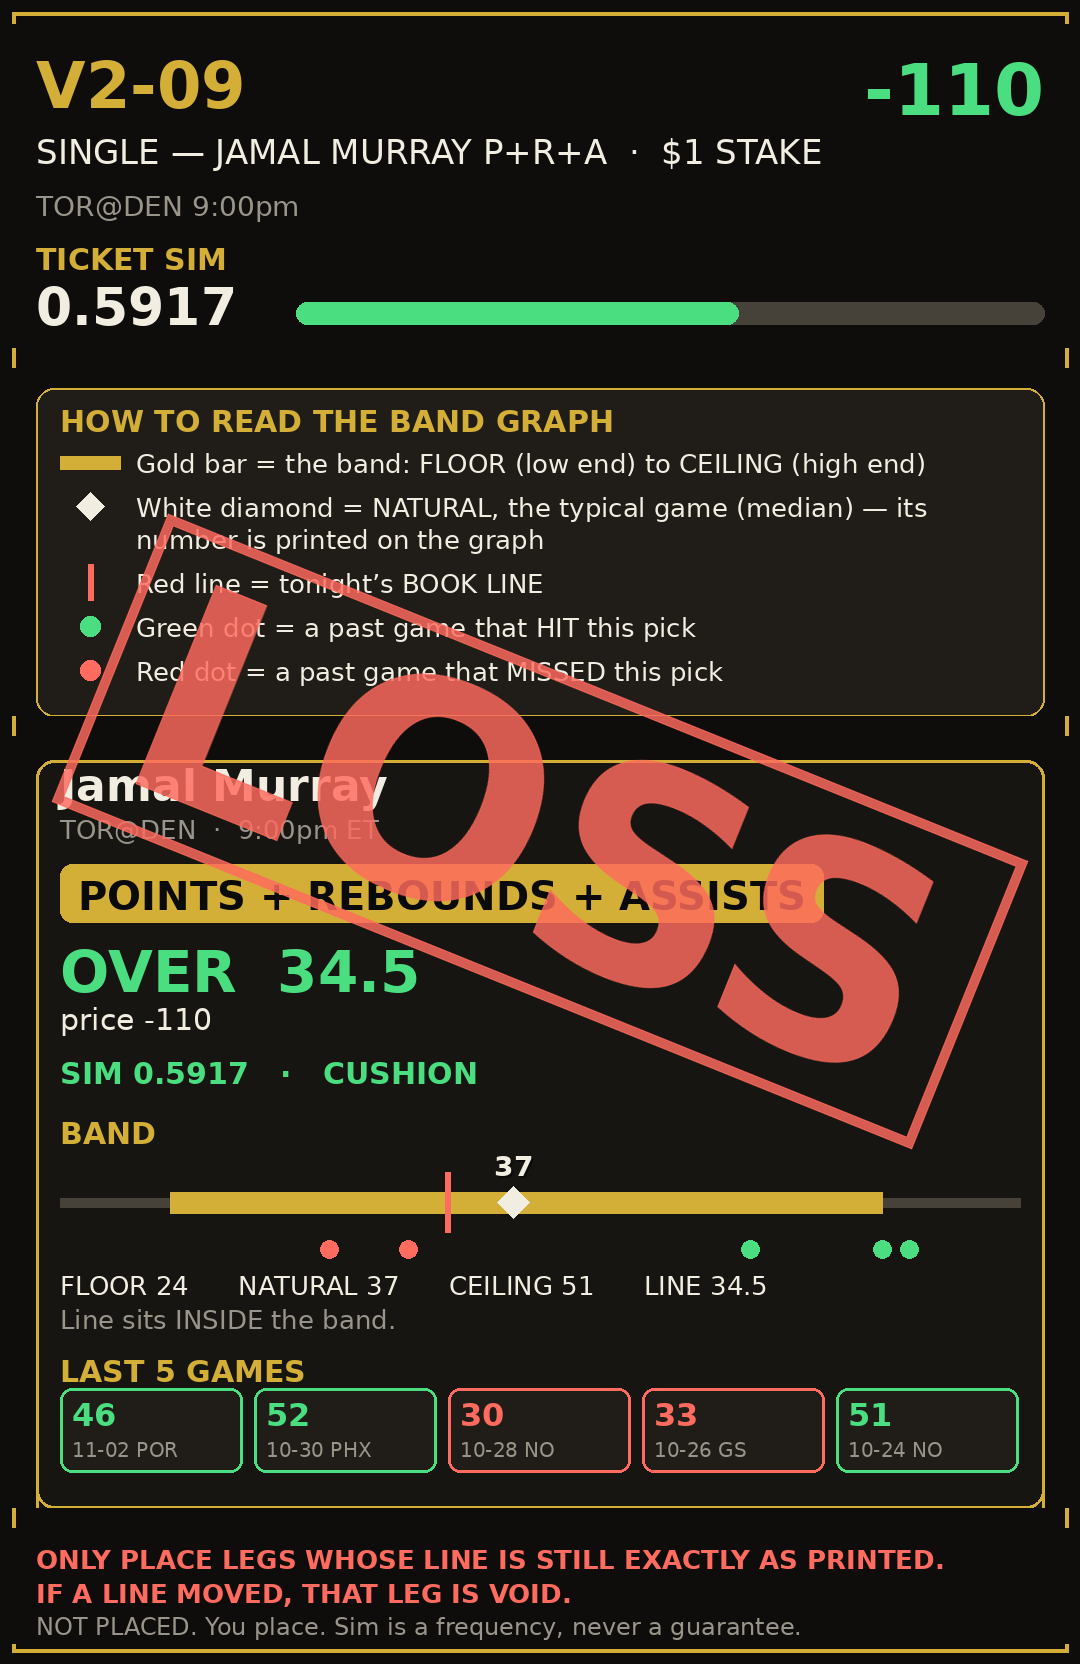 V2-09
-110
SINGLE — JAMAL MURRAY P+R+A · $1 STAKE
TOR@DEN 9:00pm
TICKET SIM
0.5917
HOW TO READ THE BAND GRAPH
Gold bar = the band: FLOOR (low end) to CEILING (high end)
White diamond = NATURAL, the typical game (median) — its
number is printed on the graph
Red line = tonight’s BOOK LINE
Green dot = a past game that HIT this pick
Red dot = a past game that MISSED this pick
LOSS
Jamal Murray
TOR@DEN · 9:00pm ET
POINTS + REBOUNDS + ASSISTS
OVER 34.5
price -110
SIM 0.5917 · CUSHION
BAND
37
FLOOR 24 NATURAL 37 CEILING 51 LINE 34.5
Line sits INSIDE the band.
LAST 5 GAMES
46 52 30 33 51
11-02 POR 10-30 PHX 10-28 NO 10-26 GS 10-24 NO
ONLY PLACE LEGS WHOSE LINE IS STILL EXACTLY AS PRINTED.
IF A LINE MOVED, THAT LEG IS VOID.
NOT PLACED. You place. Sim is a frequency, never a guarantee.